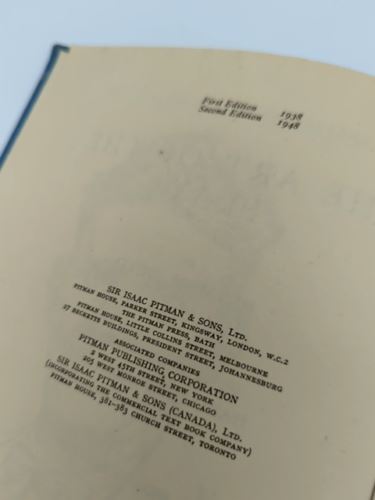 First Edition 1938
Second Edition 1948
SIR ISAAC PITMAN & SONS, LTD.
PITMAN HOUSE, PARKER STREET, KINGSWAY, LONDON, W.C.2
THE PITMAN PRESS, BATH
PITMAN HOUSE, LITTLE COLLINS STREET, MELBOURNE
27 BECKETTS BUILDINGS, PRESIDENT STREET, JOHANNESBURG
ASSOCIATED COMPANIES
PITMAN PUBLISHING CORPORATION
2 WEST 45TH STREET, NEW YORK
205 WEST MONROE STREET, CHICAGO
SIR ISAAC PITMAN & SONS (CANADA), LTD.
(INCORPORATING THE COMMERCIAL TEXT BOOK COMPANY)
PITMAN HOUSE, 381-383 CHURCH STREET, TORONTO